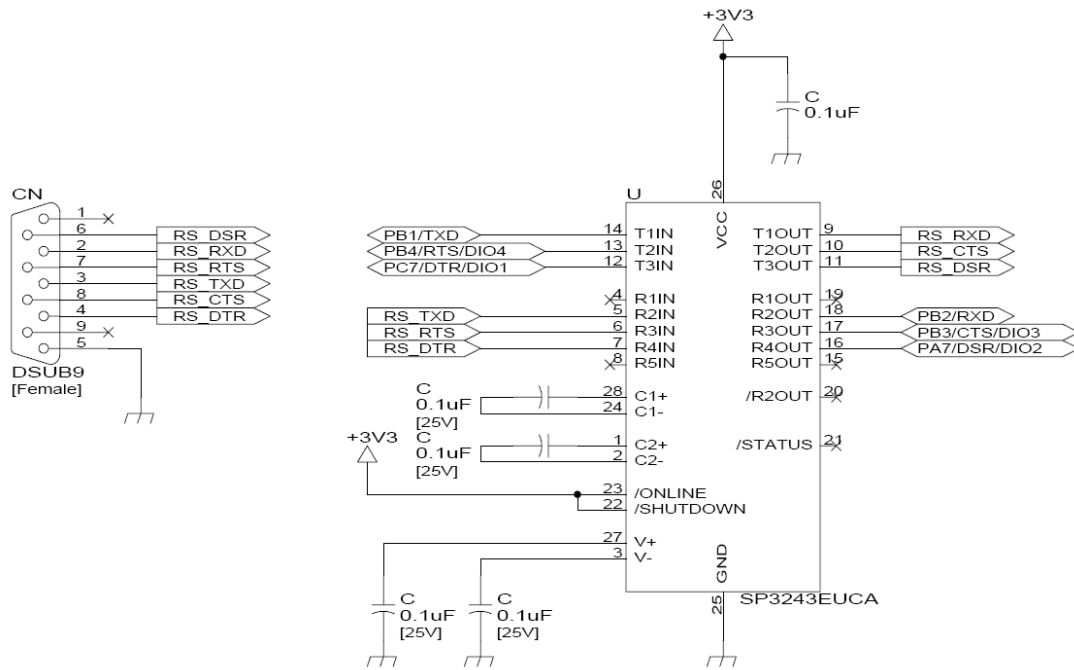 +3V3
C
0.1uF
CN
1
6 RS_DSR
2 RS_RXD
7 RS_RTS
3 RS_TXD
8 RS_CTS
4 RS_DTR
9
5
DSUB9
[Female]
U
26
VCC
PB1/TXD 14 T1IN T1OUT 9 RS_RXD
PB4/RTS/DIO4 13 T2IN T2OUT 10 RS_CTS
PC7/DTR/DIO1 12 T3IN T3OUT 11 RS_DSR
4 R1IN R1OUT 19
RS_TXD 5 R2IN R2OUT 18 PB2/RXD
RS_RTS 6 R3IN R3OUT 17 PB3/CTS/DIO3
RS_DTR 7 R4IN R4OUT 16 PA7/DSR/DIO2
8 R5IN R5OUT 15
C
0.1uF
[25V]
28 C1+ /R2OUT 20
24 C1-
+3V3
C
0.1uF
[25V]
1 C2+ /STATUS 21
2 C2-
23 /ONLINE
22 /SHUTDOWN
27 V+
3 V-
C
0.1uF
[25V]
C
0.1uF
[25V]
GND
25
SP3243EUCA